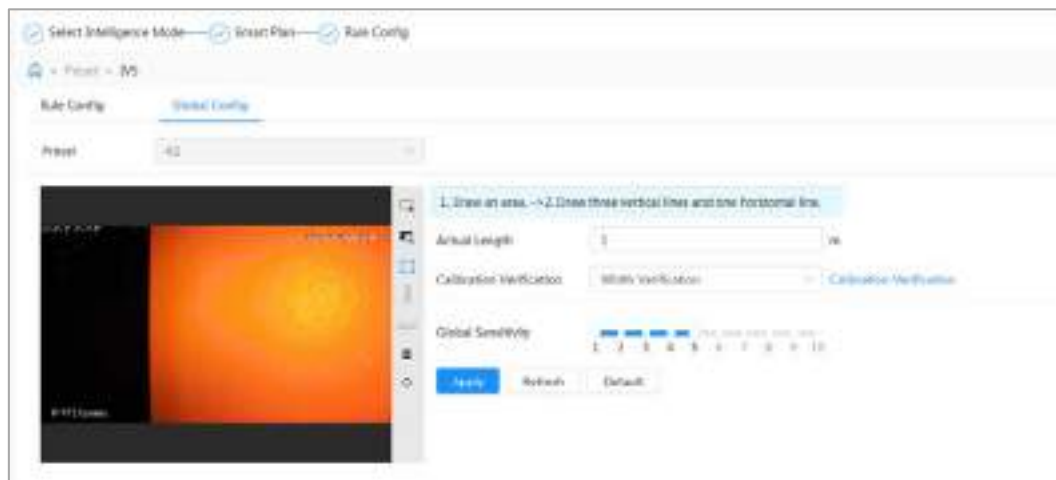 Select Intelligence Mode Smart Plan Rule Config
Preset > IVS
Rule Config Global Config
Preset
1. Draw an area.-->2.Draw three vertical lines and one horizontal line.
Actual Length m
Calibration Verification Width Verification Calibration Verification
Global Sensitivity
1 2 3 4 5 6 7 8 9 10
Apply Refresh Default